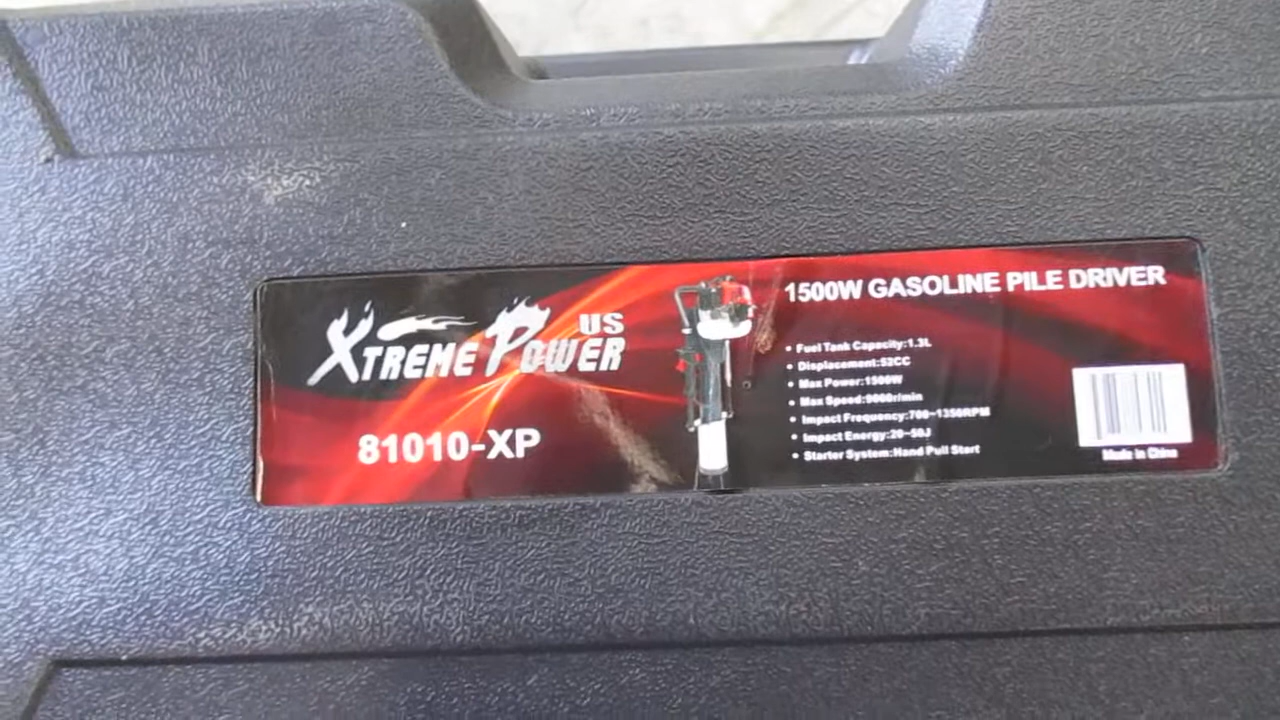 XTREME POWER US
81010-XP
1500W GASOLINE PILE DRIVER
• Fuel Tank Capacity:1.3L
• Displacement:52CC
• Max Power:1500W
• Max Speed:9000r/min
• Impact Frequency:700~1350RPM
• Impact Energy:20~50J
• Starter System:Hand Pull Start
Made in China